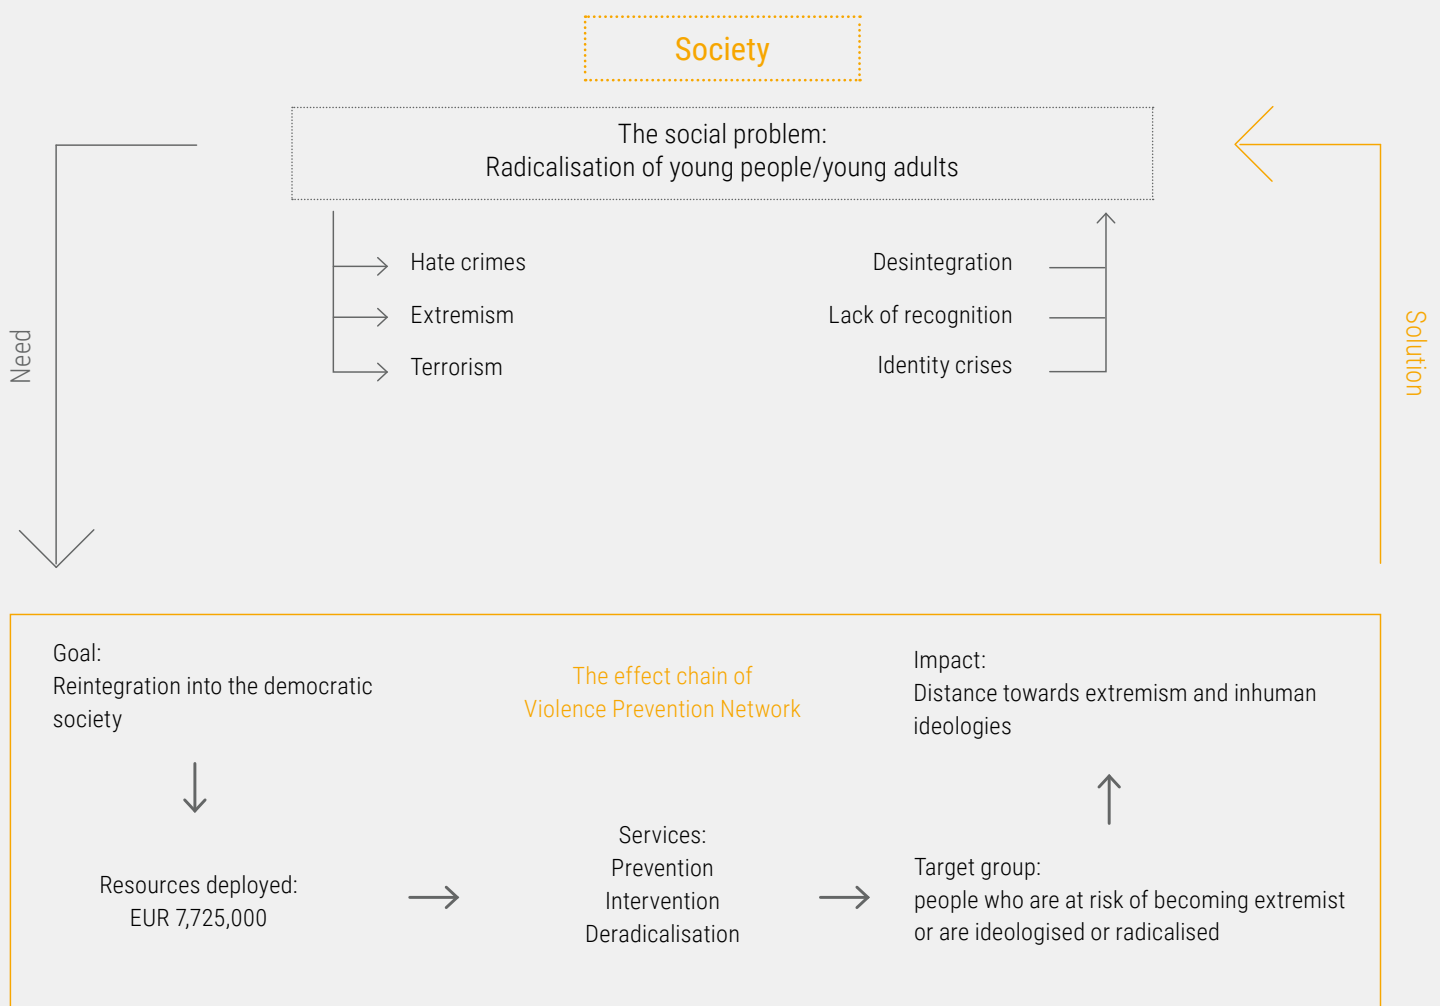 Society
The social problem:
Radicalisation of young people/young adults
Hate crimes
Extremism
Terrorism
Desintegration
Lack of recognition
Identity crises
Need
Solution
Goal:
Reintegration into the democratic
society
The effect chain of
Violence Prevention Network
Impact:
Distance towards extremism and inhuman
ideologies
Resources deployed:
EUR 7,725,000
Services:
Prevention
Intervention
Deradicalisation
Target group:
people who are at risk of becoming extremist
or are ideologised or radicalised